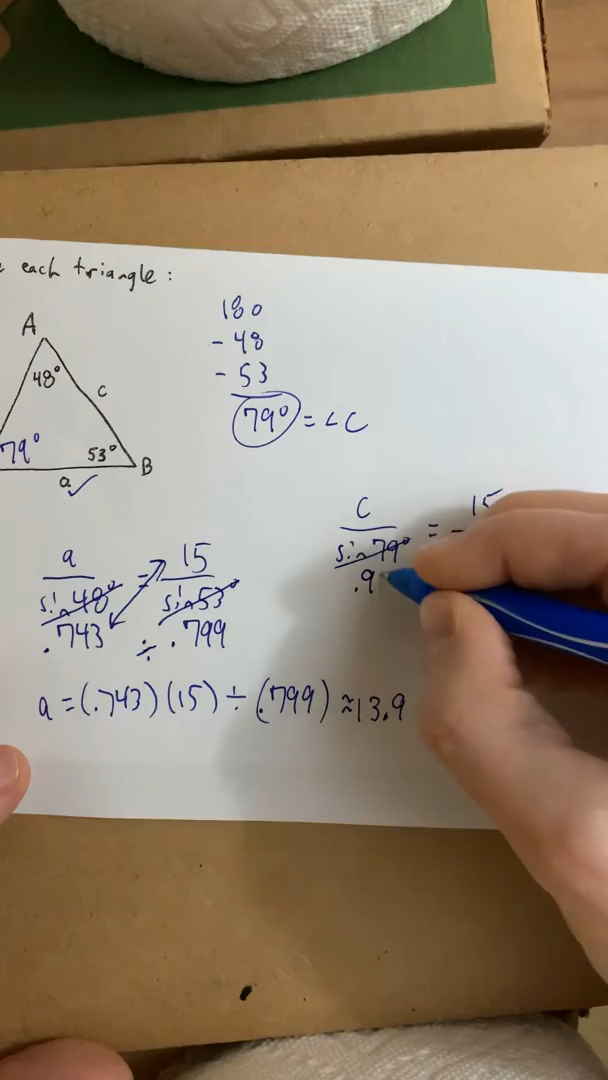 each triangle:
A
48°
c
79°
53°
B
a ✓
180
- 48
- 53
79° = ∠C
a = 15
sin 48° sin 53°
.743 ÷ .799
a = (.743)(15) ÷ (.799) ≈ 13.9
C = 15
sin 79°
.9